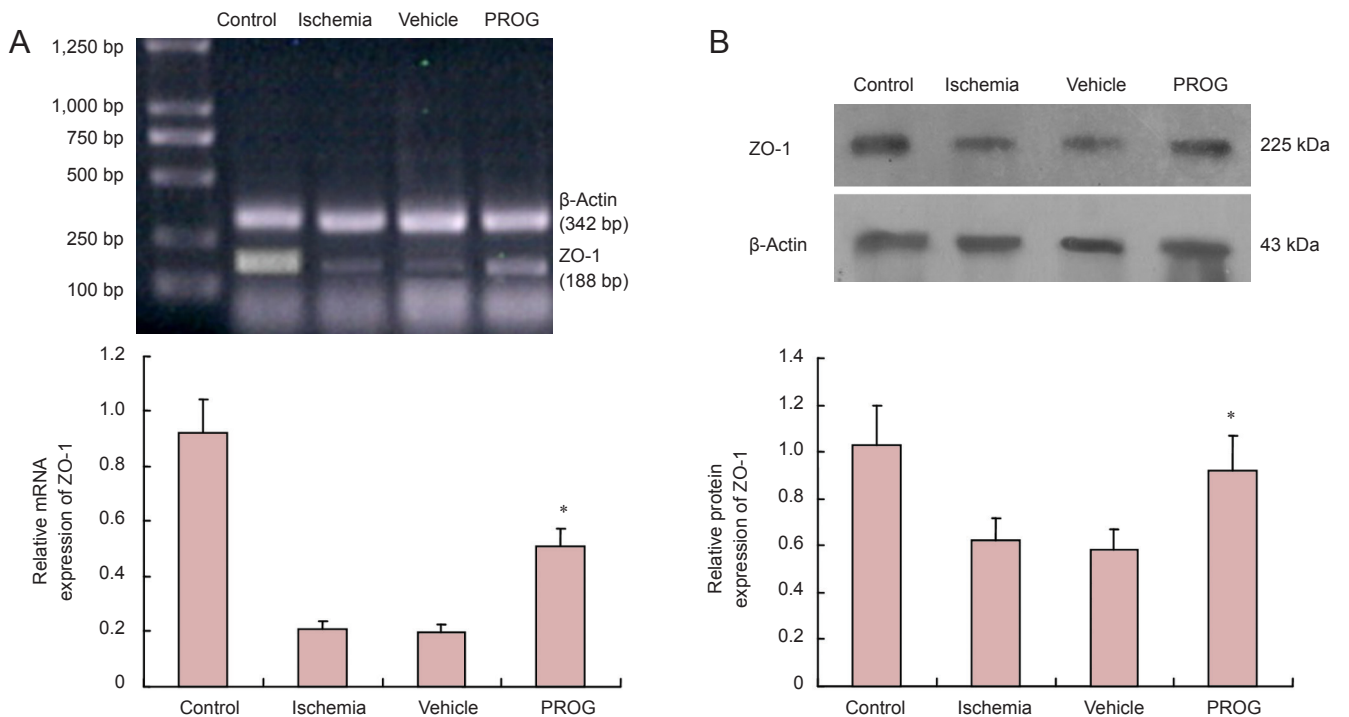 A
Control Ischemia Vehicle PROG
1,250 bp
1,000 bp
750 bp
500 bp
250 bp
100 bp
β-Actin
(342 bp)
ZO-1
(188 bp)
1.2
1.0
0.8
0.6
0.4
0.2
0
Relative mRNA
expression of ZO-1
*
Control Ischemia Vehicle PROG
B
Control Ischemia Vehicle PROG
ZO-1 225 kDa
β-Actin 43 kDa
1.4
1.2
1.0
0.8
0.6
0.4
0.2
0
Relative protein
expression of ZO-1
*
Control Ischemia Vehicle PROG